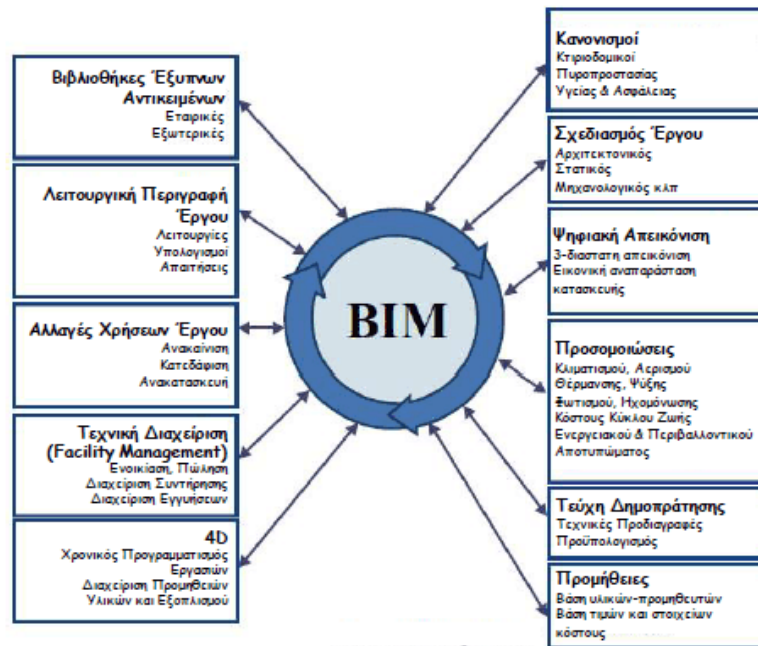 Βιβλιοθήκες Έξυπνων
Αντικειμένων
Εταιρικές
Εξωτερικές
Λειτουργική Περιγραφή
Έργου
Λειτουργίες
Υπολογισμοί
Απαιτήσεις
Αλλαγές Χρήσεων Έργου
Ανακαίνιση
Κατεδάφιση
Ανακατασκευή
Τεχνική Διαχείριση
(Facility Management)
Ενοικίαση, Πώληση
Διαχείριση Συντήρησης
Διαχείριση Εγγυήσεων
4D
Χρονικός Προγραμματισμός
Εργασιών
Διαχείριση Προμηθειών
Υλικών και Εξοπλισμού
BIM
Κανονισμοί
Κτιριοδομικοί
Πυροπροστασίας
Υγείας & Ασφάλειας
Σχεδιασμός Έργου
Αρχιτεκτονικός
Στατικός
Μηχανολογικός κλπ
Ψηφιακή Απεικόνιση
3-διαστατη απεικόνιση
Εικονική αναπαράσταση
κατασκευής
Προσομοιώσεις
Κλιματισμού, Αερισμού
Θέρμανσης, Ψύξης
Φωτισμού, Ηχομόνωσης
Κόστους Κύκλου Ζωής
Ενεργειακού & Περιβαλλοντικού
Αποτυπώματος
Τεύχη Δημοπράτησης
Τεχνικές Προδιαγραφές
Προϋπολογισμός
Προμήθειες
Βάση υλικών-προμηθευτών
Βάση τιμών και στοιχείων
κόστους